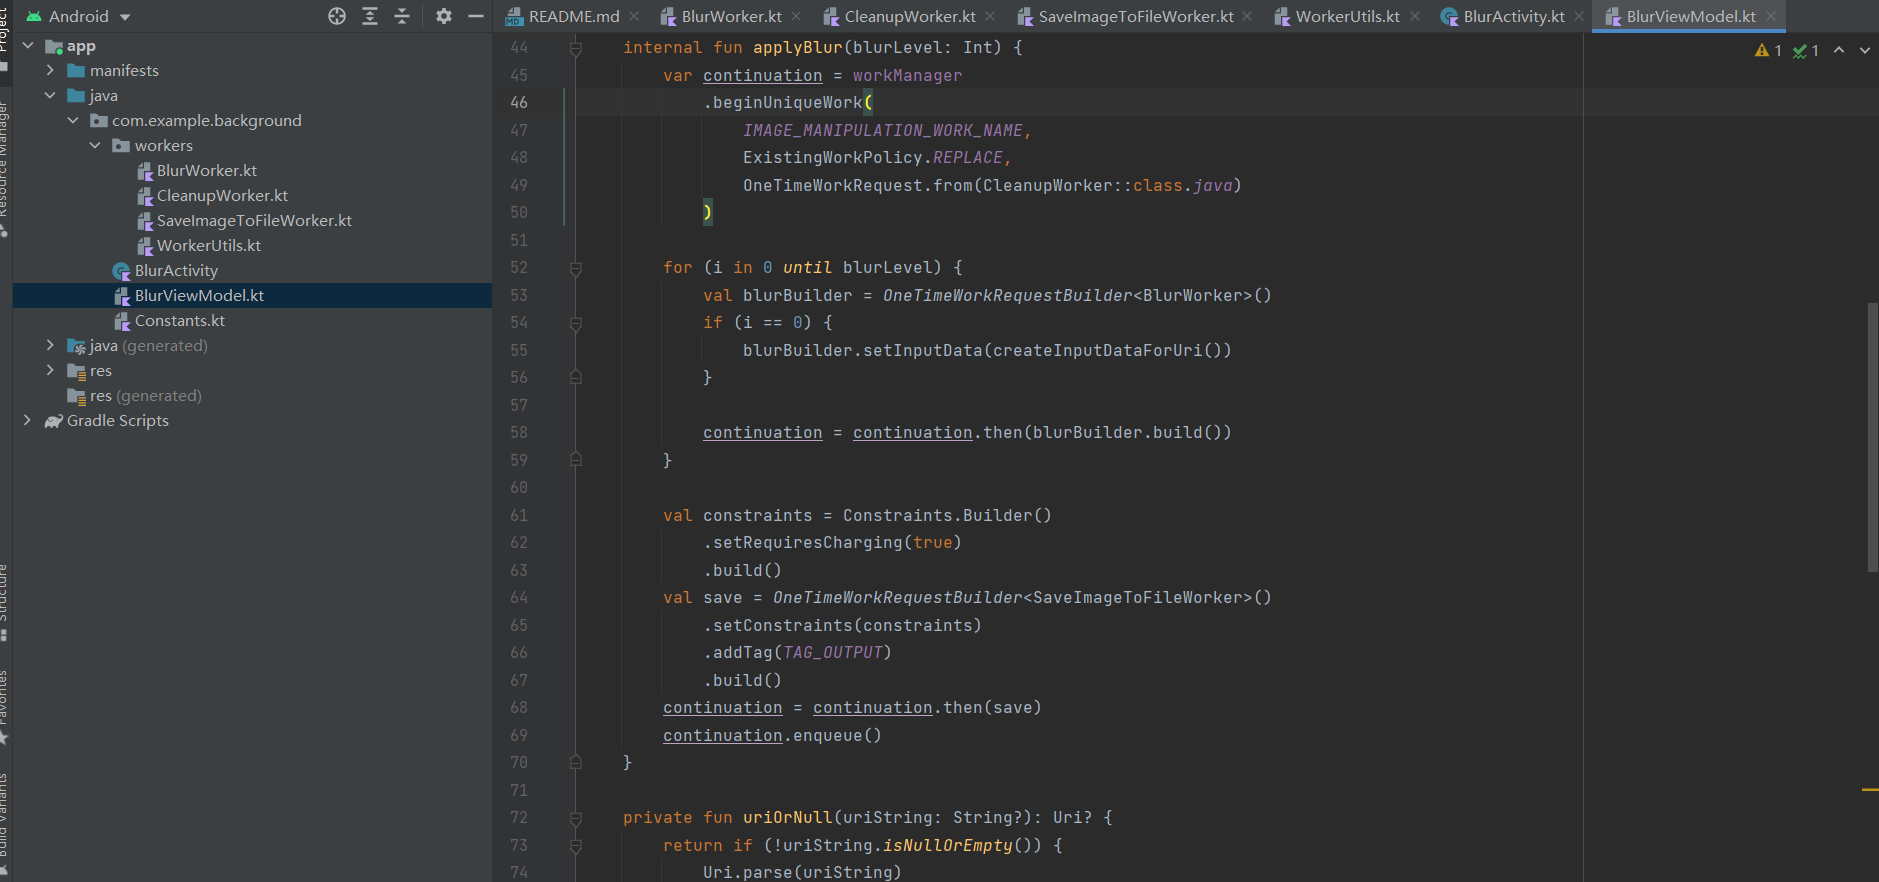 Android
README.md
BlurWorker.kt
CleanupWorker.kt
SaveImageToFileWorker.kt
WorkerUtils.kt
BlurActivity.kt
BlurViewModel.kt
Project
Resource Manager
Structure
Favorites
Build Variants
app
manifests
java
com.example.background
workers
BlurWorker.kt
CleanupWorker.kt
SaveImageToFileWorker.kt
WorkerUtils.kt
BlurActivity
BlurViewModel.kt
Constants.kt
java (generated)
res
res (generated)
Gradle Scripts
1 1
44 internal fun applyBlur(blurLevel: Int) {
45 var continuation = workManager
46 .beginUniqueWork(
47 IMAGE_MANIPULATION_WORK_NAME,
48 ExistingWorkPolicy.REPLACE,
49 OneTimeWorkRequest.from(CleanupWorker::class.java)
50 )
51
52 for (i in 0 until blurLevel) {
53 val blurBuilder = OneTimeWorkRequestBuilder<BlurWorker>()
54 if (i == 0) {
55 blurBuilder.setInputData(createInputDataForUri())
56 }
57
58 continuation = continuation.then(blurBuilder.build())
59 }
60
61 val constraints = Constraints.Builder()
62 .setRequiresCharging(true)
63 .build()
64 val save = OneTimeWorkRequestBuilder<SaveImageToFileWorker>()
65 .setConstraints(constraints)
66 .addTag(TAG_OUTPUT)
67 .build()
68 continuation = continuation.then(save)
69 continuation.enqueue()
70 }
71
72 private fun uriOrNull(uriString: String?): Uri? {
73 return if (!uriString.isNullOrEmpty()) {
74 Uri.parse(uriString)